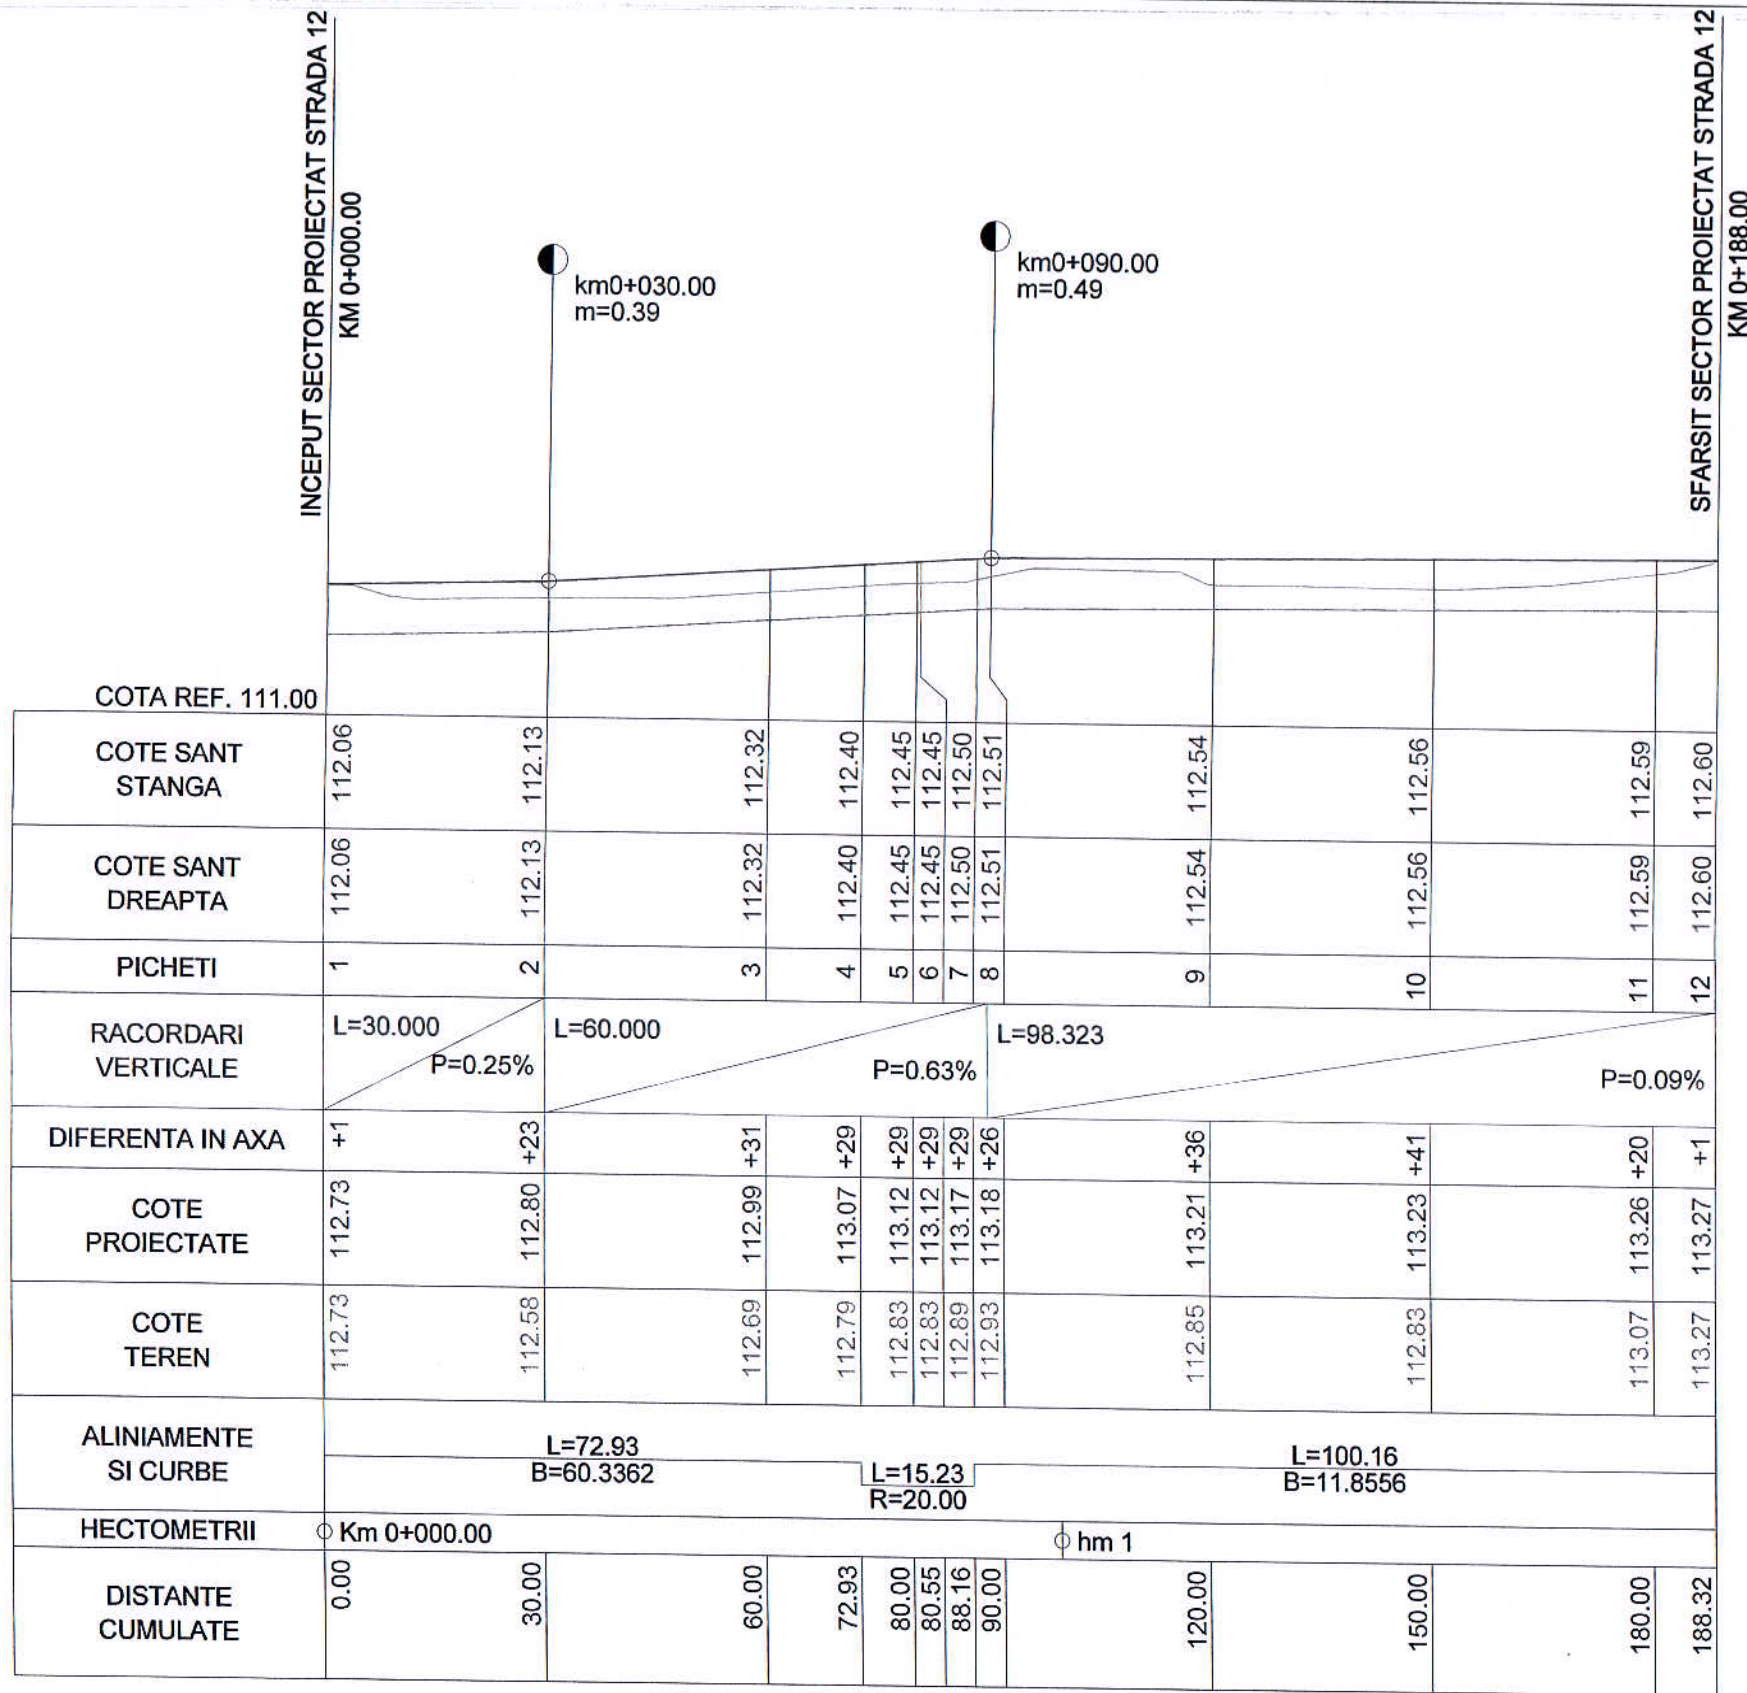 INCEPUT SECTOR PROIECTAT STRADA 12
KM 0+000.00
km0+030.00
m=0.39
km0+090.00
m=0.49
SFARSIT SECTOR PROIECTAT STRADA 12
KM 0+188.00
COTA REF. 111.00
COTE SANT
STANGA
112.06 112.13 112.32 112.40 112.45 112.45 112.50 112.51 112.54 112.56 112.59 112.60
COTE SANT
DREAPTA
112.06 112.13 112.32 112.40 112.45 112.45 112.50 112.51 112.54 112.56 112.59 112.60
PICHETI 1 2 3 4 5 6 7 8 9 10 11 12
RACORDARI
VERTICALE
L=30.000 L=60.000 L=98.323
P=0.25% P=0.63% P=0.09%
DIFERENTA IN AXA +1 +23 +31 +29 +29 +29 +29 +26 +36 +41 +20 +1
COTE
PROIECTATE
112.73 112.80 112.99 113.07 113.12 113.12 113.17 113.18 113.21 113.23 113.26 113.27
COTE
TEREN
112.73 112.58 112.69 112.79 112.83 112.83 112.89 112.93 112.85 112.83 113.07 113.27
ALINIAMENTE
SI CURBE
L=72.93
B=60.3362
L=15.23
R=20.00
L=100.16
B=11.8556
HECTOMETRII Km 0+000.00 hm 1
DISTANTE
CUMULATE
0.00 30.00 60.00 72.93 80.00 80.55 88.16 90.00 120.00 150.00 180.00 188.32